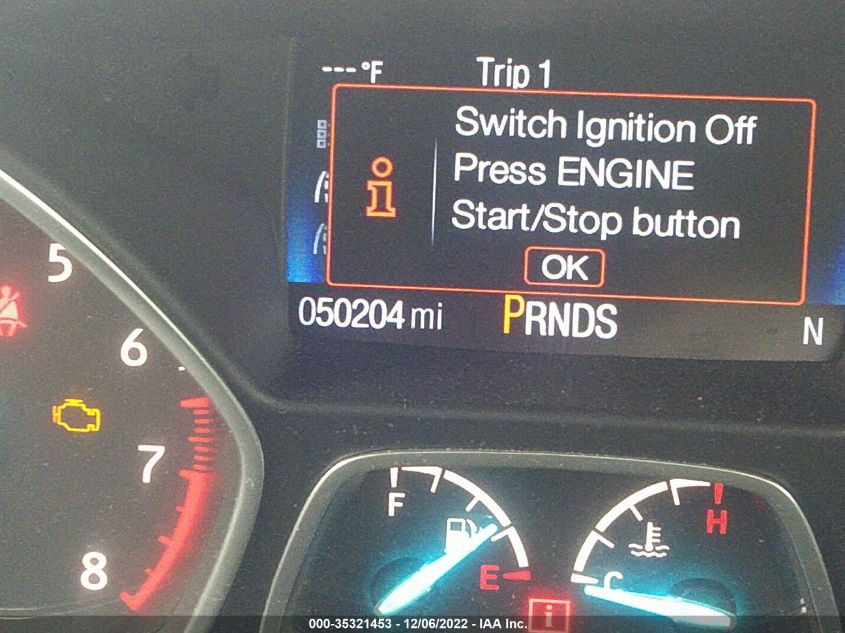 ---°F Trip 1
Switch Ignition Off
Press ENGINE
Start/Stop button
i
OK
050204 mi PRNDS N
5
6
7
8
F
E
H
C
i
000-35321453 - 12/06/2022 - IAA Inc.